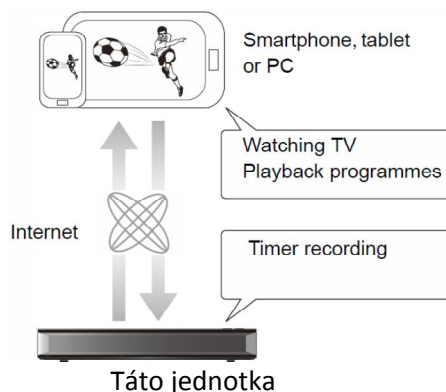 Smartphone, tablet
or PC
Watching TV
Playback programmes
Internet
Timer recording
Táto jednotka